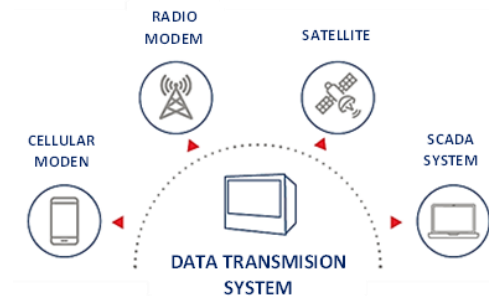 RADIO
MODEM
SATELLITE
CELLULAR
MODEN
SCADA
SYSTEM
DATA TRANSMISION
SYSTEM